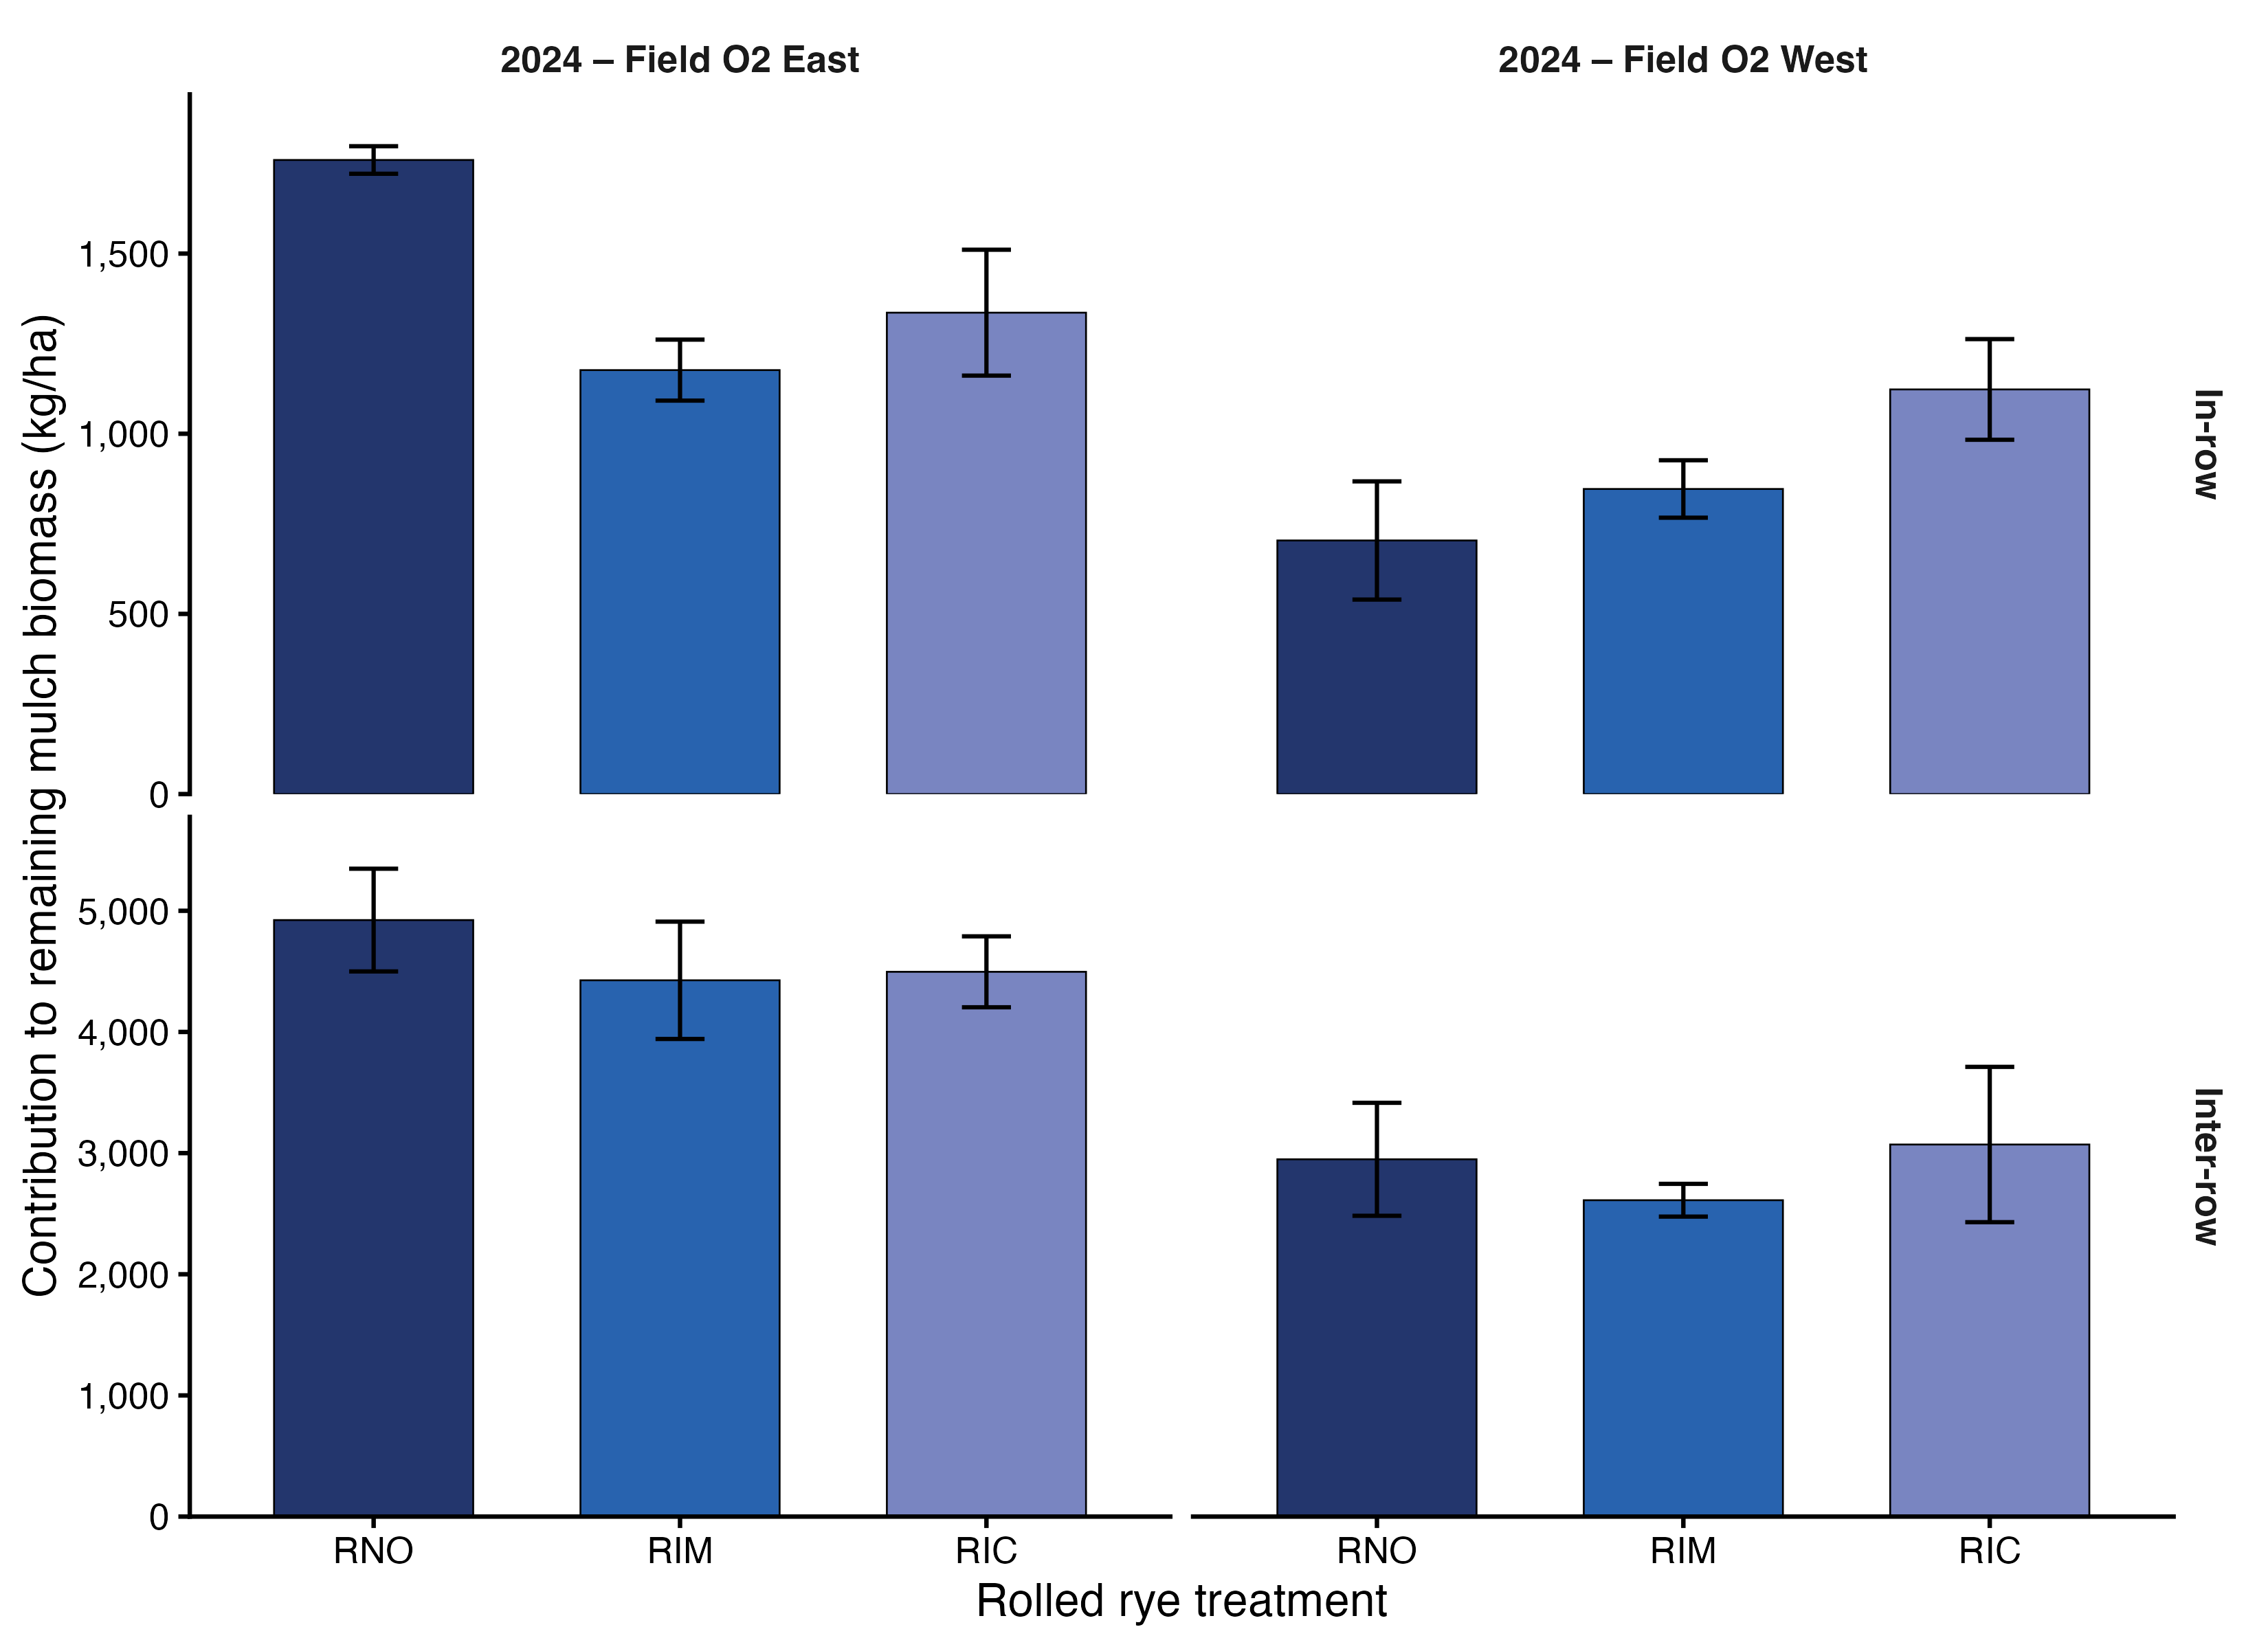 2024 – Field O2 East
2024 – Field O2 West
Contribution to remaining mulch biomass (kg/ha)
1,500
1,000
500
0
In-row
5,000
4,000
3,000
2,000
1,000
0
Inter-row
RNO
RIM
RIC
RNO
RIM
RIC
Rolled rye treatment